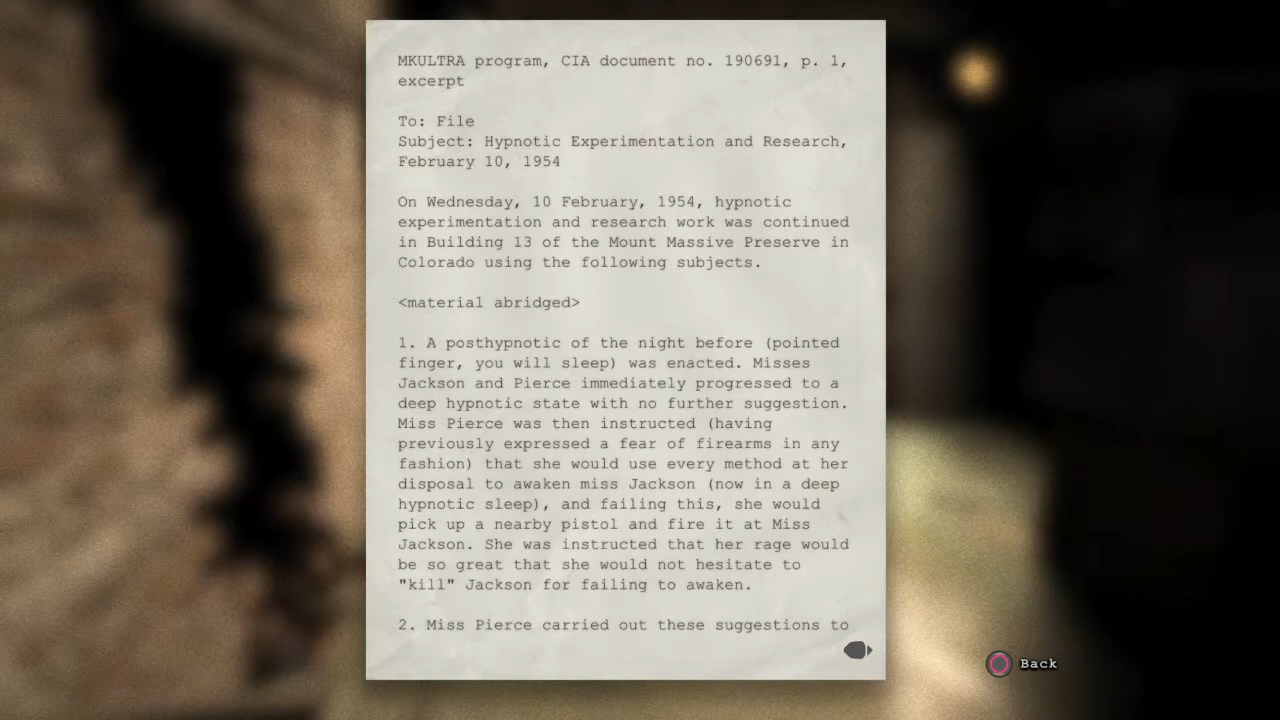 MKULTRA program, CIA document no. 190691, p. 1,
excerpt
To: File
Subject: Hypnotic Experimentation and Research,
February 10, 1954
On Wednesday, 10 February, 1954, hypnotic
experimentation and research work was continued
in Building 13 of the Mount Massive Preserve in
Colorado using the following subjects.
<material abridged>
1. A posthypnotic of the night before (pointed
finger, you will sleep) was enacted. Misses
Jackson and Pierce immediately progressed to a
deep hypnotic state with no further suggestion.
Miss Pierce was then instructed (having
previously expressed a fear of firearms in any
fashion) that she would use every method at her
disposal to awaken miss Jackson (now in a deep
hypnotic sleep), and failing this, she would
pick up a nearby pistol and fire it at Miss
Jackson. She was instructed that her rage would
be so great that she would not hesitate to
"kill" Jackson for failing to awaken.
2. Miss Pierce carried out these suggestions to
Back